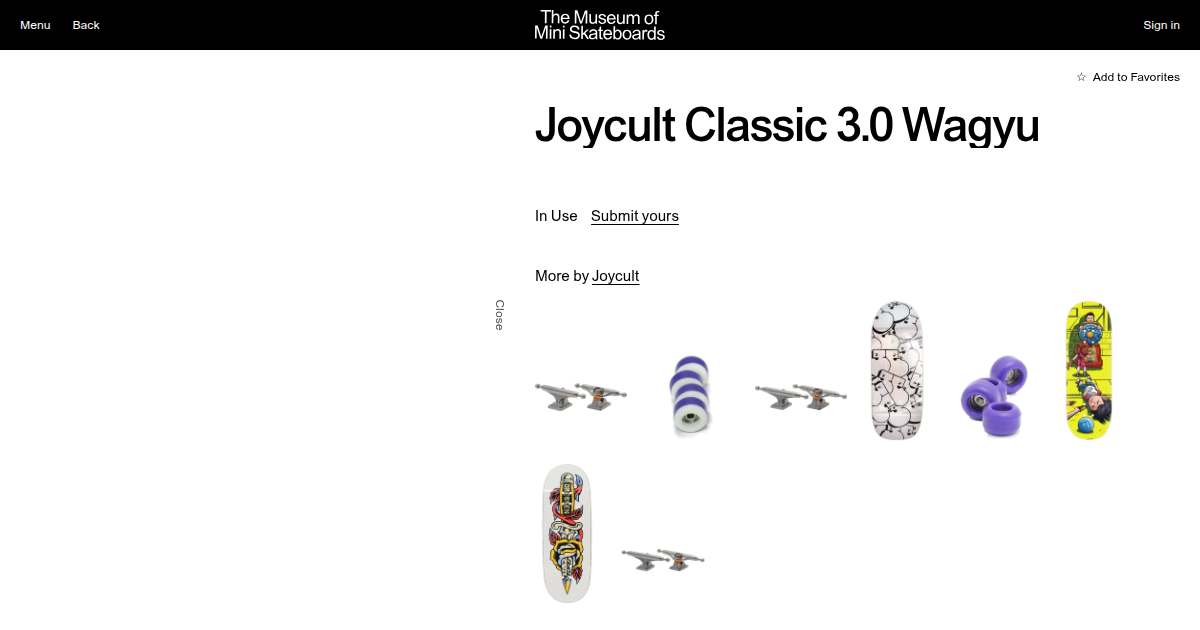 Menu
Back
The Museum of
Mini Skateboards
Sign in
☆ Add to Favorites
Joycult Classic 3.0 Wagyu
In Use
Submit yours
More by Joycult
Close